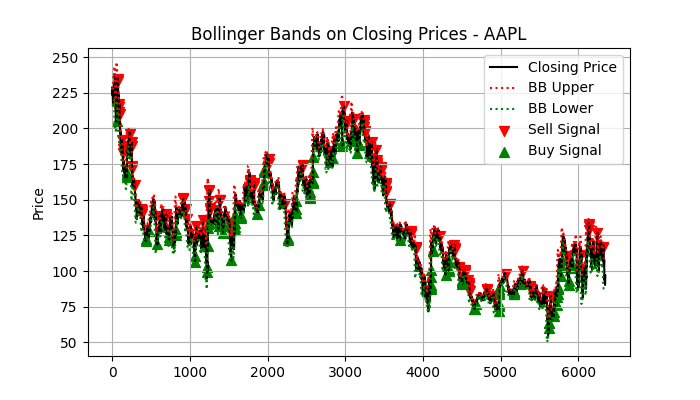 Bollinger Bands on Closing Prices - AAPL
Price
250
225
200
175
150
125
100
75
50
0
1000
2000
3000
4000
5000
6000
Closing Price
BB Upper
BB Lower
Sell Signal
Buy Signal